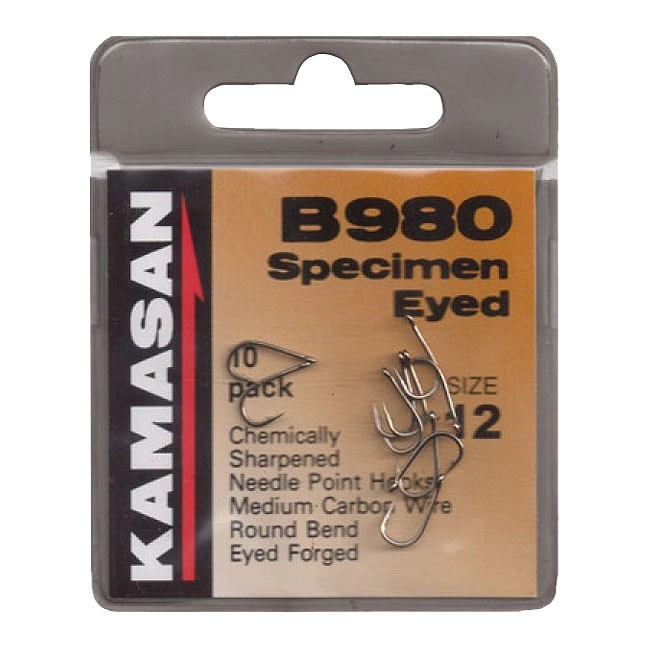 KAMASAN
B980
Specimen
Eyed
10
pack
SIZE
12
Chemically
Sharpened
Needle Point Hooks
Medium Carbon Wire
Round Bend
Eyed Forged